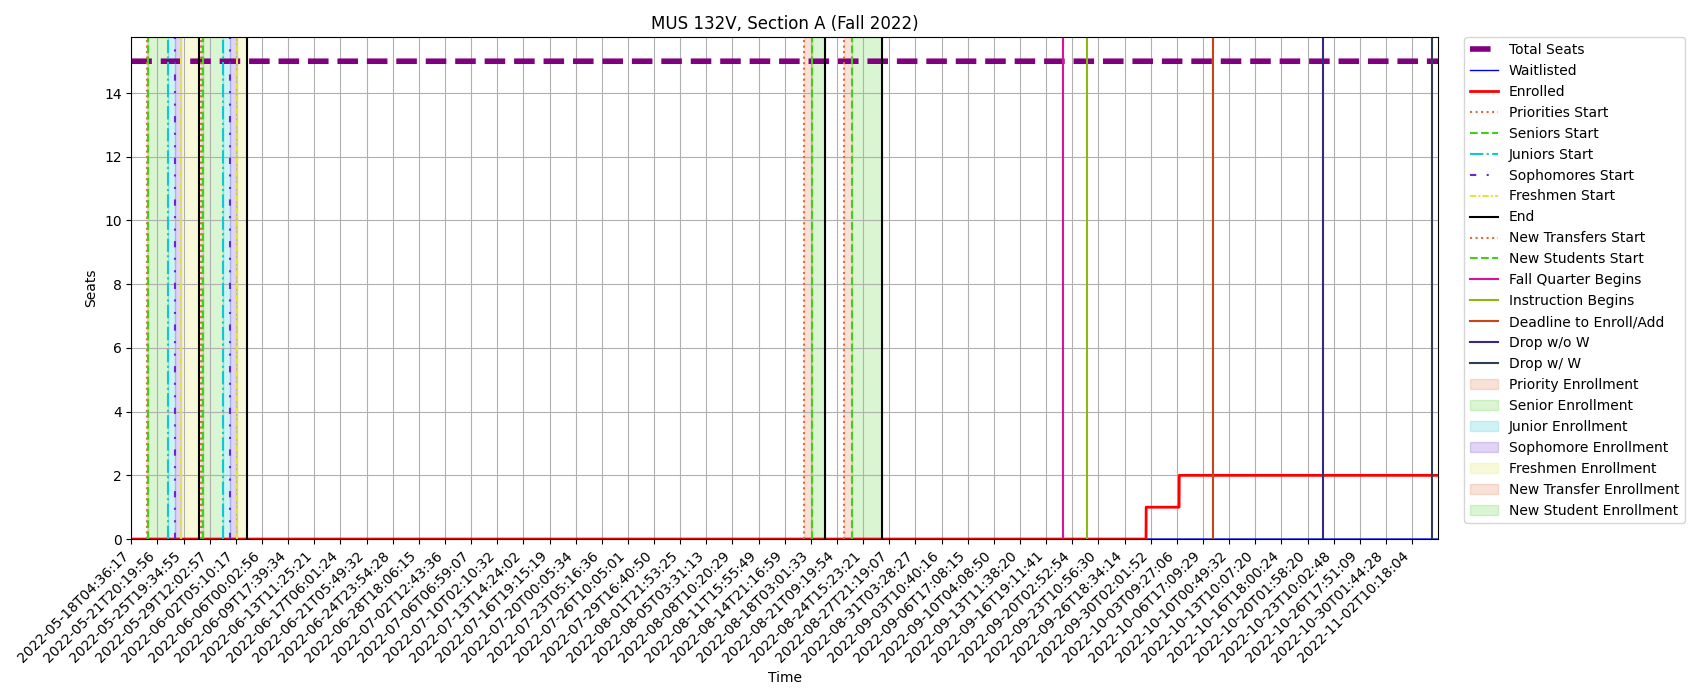 MUS 132V, Section A (Fall 2022)
Seats
14
12
10
8
6
4
2
0
2022-05-18T04:36:17
2022-05-21T20:19:56
2022-05-25T19:34:55
2022-05-29T12:02:57
2022-06-02T05:10:17
2022-06-06T00:02:56
2022-06-09T17:39:34
2022-06-13T11:25:21
2022-06-17T06:01:24
2022-06-21T05:49:32
2022-06-24T23:54:28
2022-06-28T18:06:15
2022-07-02T12:43:36
2022-07-06T06:59:07
2022-07-10T02:10:32
2022-07-13T14:24:02
2022-07-16T19:15:19
2022-07-20T00:05:34
2022-07-23T05:16:36
2022-07-26T10:05:01
2022-07-29T16:40:50
2022-08-01T21:53:25
2022-08-05T03:31:13
2022-08-08T10:20:29
2022-08-11T15:55:49
2022-08-14T21:16:59
2022-08-18T03:01:33
2022-08-21T09:19:54
2022-08-24T15:23:21
2022-08-27T21:19:07
2022-08-31T03:28:27
2022-09-03T10:40:16
2022-09-06T17:08:15
2022-09-10T04:08:50
2022-09-13T11:38:20
2022-09-16T19:11:41
2022-09-20T02:52:54
2022-09-23T10:56:30
2022-09-26T18:34:14
2022-09-30T02:01:52
2022-10-03T09:27:06
2022-10-06T17:09:29
2022-10-10T00:49:32
2022-10-13T10:07:20
2022-10-16T18:00:24
2022-10-20T01:58:20
2022-10-23T10:02:48
2022-10-26T17:51:09
2022-10-30T01:44:28
2022-11-02T10:18:04
Time
Total Seats
Waitlisted
Enrolled
Priorities Start
Seniors Start
Juniors Start
Sophomores Start
Freshmen Start
End
New Transfers Start
New Students Start
Fall Quarter Begins
Instruction Begins
Deadline to Enroll/Add
Drop w/o W
Drop w/ W
Priority Enrollment
Senior Enrollment
Junior Enrollment
Sophomore Enrollment
Freshmen Enrollment
New Transfer Enrollment
New Student Enrollment